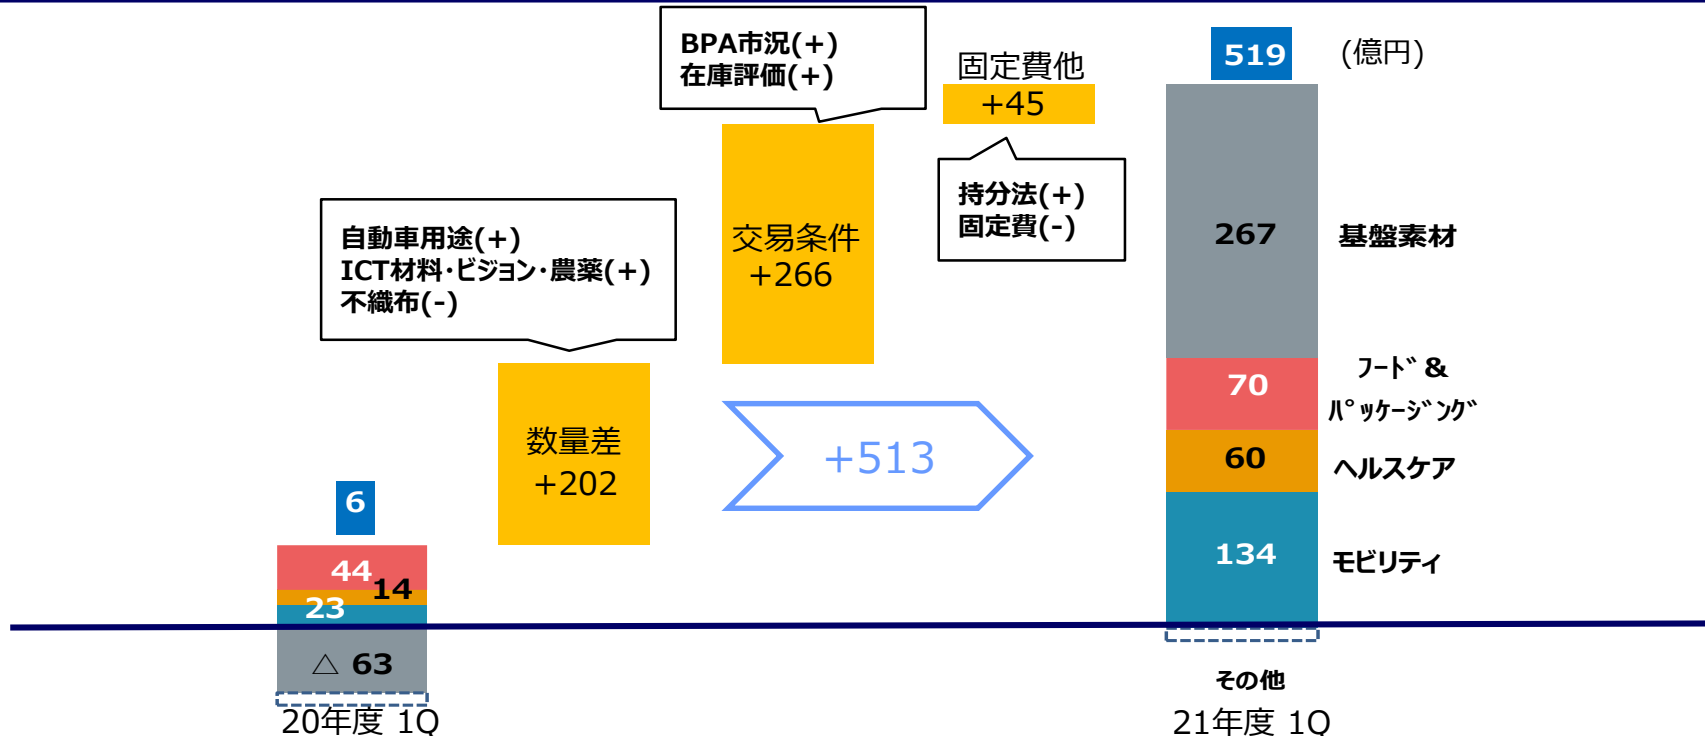 BPA市況(+)
在庫評価(+)
固定費他
+45
519
(億円)
持分法(+)
固定費(-)
自動車用途(+)
ICT材料・ビジョン・農薬(+)
不織布(-)
交易条件
+266
267
基盤素材
70
ﾌｰﾄﾞ&
ﾊﾟｯｹｰｼﾞﾝｸﾞ
数量差
+202
+513
60
ヘルスケア
6
134
モビリティ
44
14
23
△ 63
その他
20年度 1Q
21年度 1Q